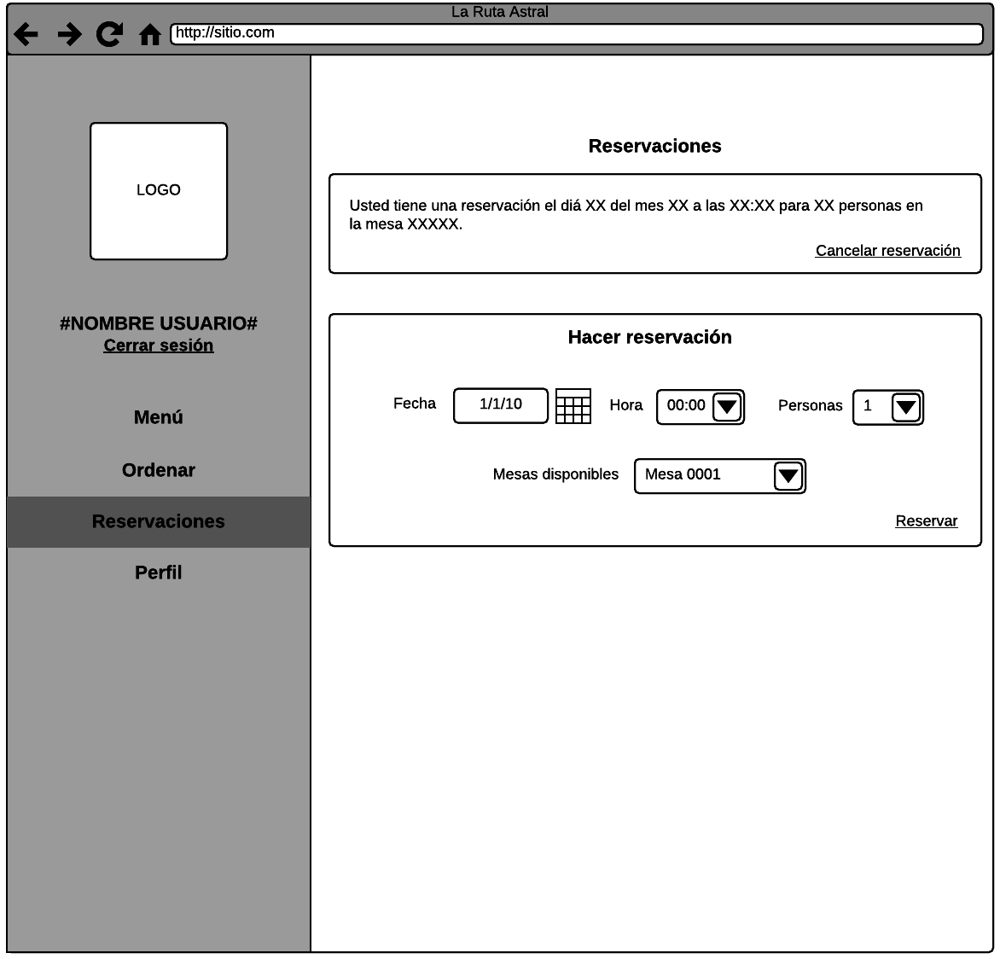 La Ruta Astral
http://sitio.com
LOGO
#NOMBRE USUARIO#
Cerrar sesión
Menú
Ordenar
Reservaciones
Perfil
Reservaciones
Usted tiene una reservación el diá XX del mes XX a las XX:XX para XX personas en
la mesa XXXXX.
Cancelar reservación
Hacer reservación
Fecha 1/1/10 Hora 00:00 Personas 1
Mesas disponibles Mesa 0001
Reservar